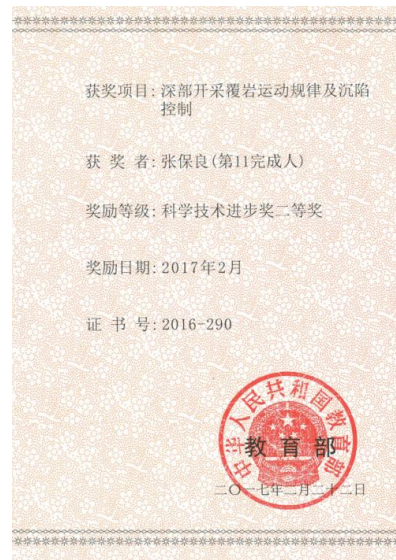 获奖项目:深部开采覆岩运动规律及沉陷
控制
获 奖 者:张保良(第11完成人)
奖励等级:科学技术进步奖二等奖
奖励日期:2017年2月
证 书 号:2016-290
中华人民共和国教育部
教育部
二〇一七年二月二十二日